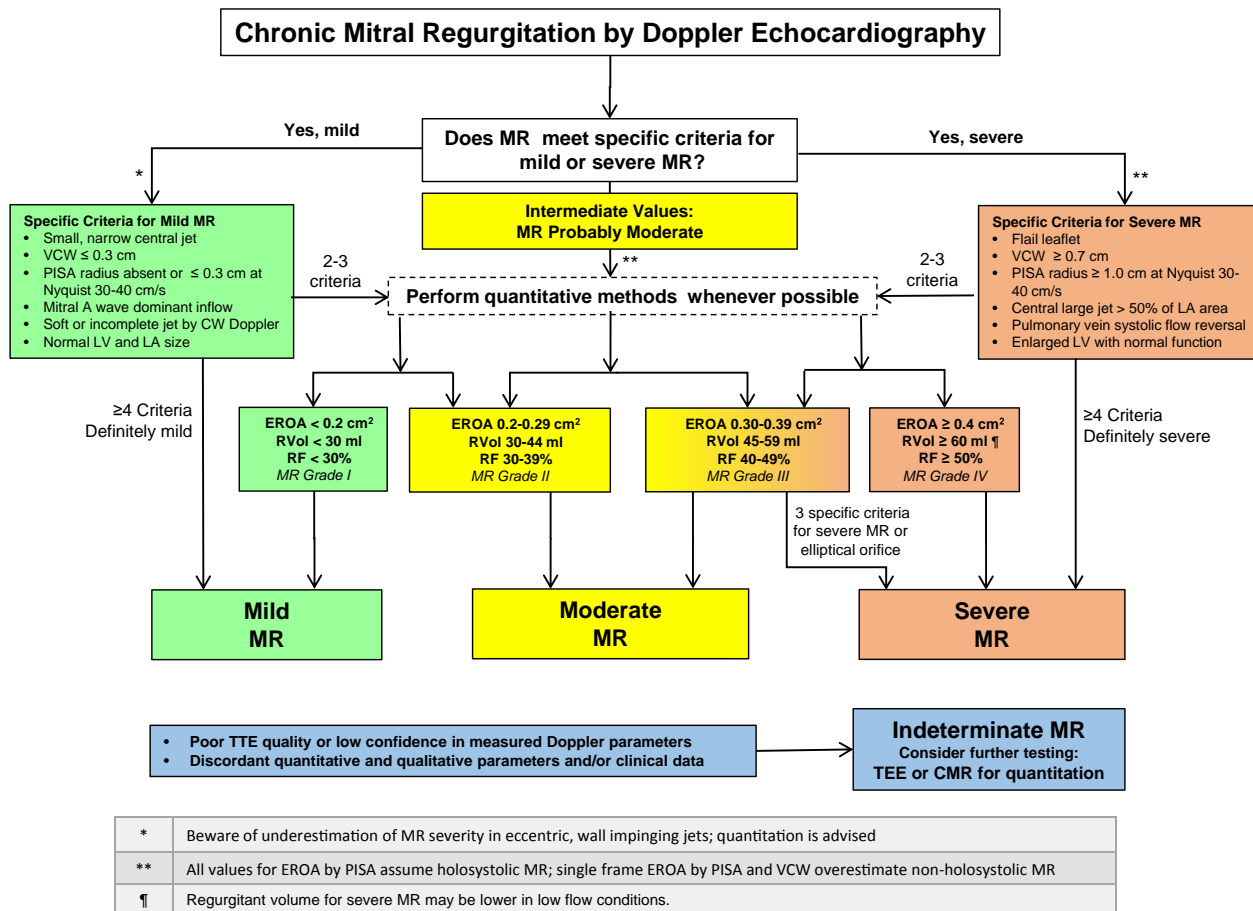 Chronic Mitral Regurgitation by Doppler Echocardiography
Yes, mild
Does MR meet specific criteria for
mild or severe MR?
Yes, severe
*
**
Intermediate Values:
MR Probably Moderate
**
Specific Criteria for Mild MR
• Small, narrow central jet
• VCW ≤ 0.3 cm
• PISA radius absent or ≤ 0.3 cm at
Nyquist 30-40 cm/s
• Mitral A wave dominant inflow
• Soft or incomplete jet by CW Doppler
• Normal LV and LA size
2-3
criteria
Perform quantitative methods whenever possible
2-3
criteria
Specific Criteria for Severe MR
• Flail leaflet
• VCW ≥ 0.7 cm
• PISA radius ≥ 1.0 cm at Nyquist 30-
40 cm/s
• Central large jet > 50% of LA area
• Pulmonary vein systolic flow reversal
• Enlarged LV with normal function
≥4 Criteria
Definitely mild
EROA < 0.2 cm²
RVol < 30 ml
RF < 30%
MR Grade I
EROA 0.2-0.29 cm²
RVol 30-44 ml
RF 30-39%
MR Grade II
EROA 0.30-0.39 cm²
RVol 45-59 ml
RF 40-49%
MR Grade III
EROA ≥ 0.4 cm²
RVol ≥ 60 ml ¶
RF ≥ 50%
MR Grade IV
≥4 Criteria
Definitely severe
3 specific criteria
for severe MR or
elliptical orifice
Mild
MR
Moderate
MR
Severe
MR
• Poor TTE quality or low confidence in measured Doppler parameters
• Discordant quantitative and qualitative parameters and/or clinical data
Indeterminate MR
Consider further testing:
TEE or CMR for quantitation
* Beware of underestimation of MR severity in eccentric, wall impinging jets; quantitation is advised
** All values for EROA by PISA assume holosystolic MR; single frame EROA by PISA and VCW overestimate non-holosystolic MR
¶ Regurgitant volume for severe MR may be lower in low flow conditions.